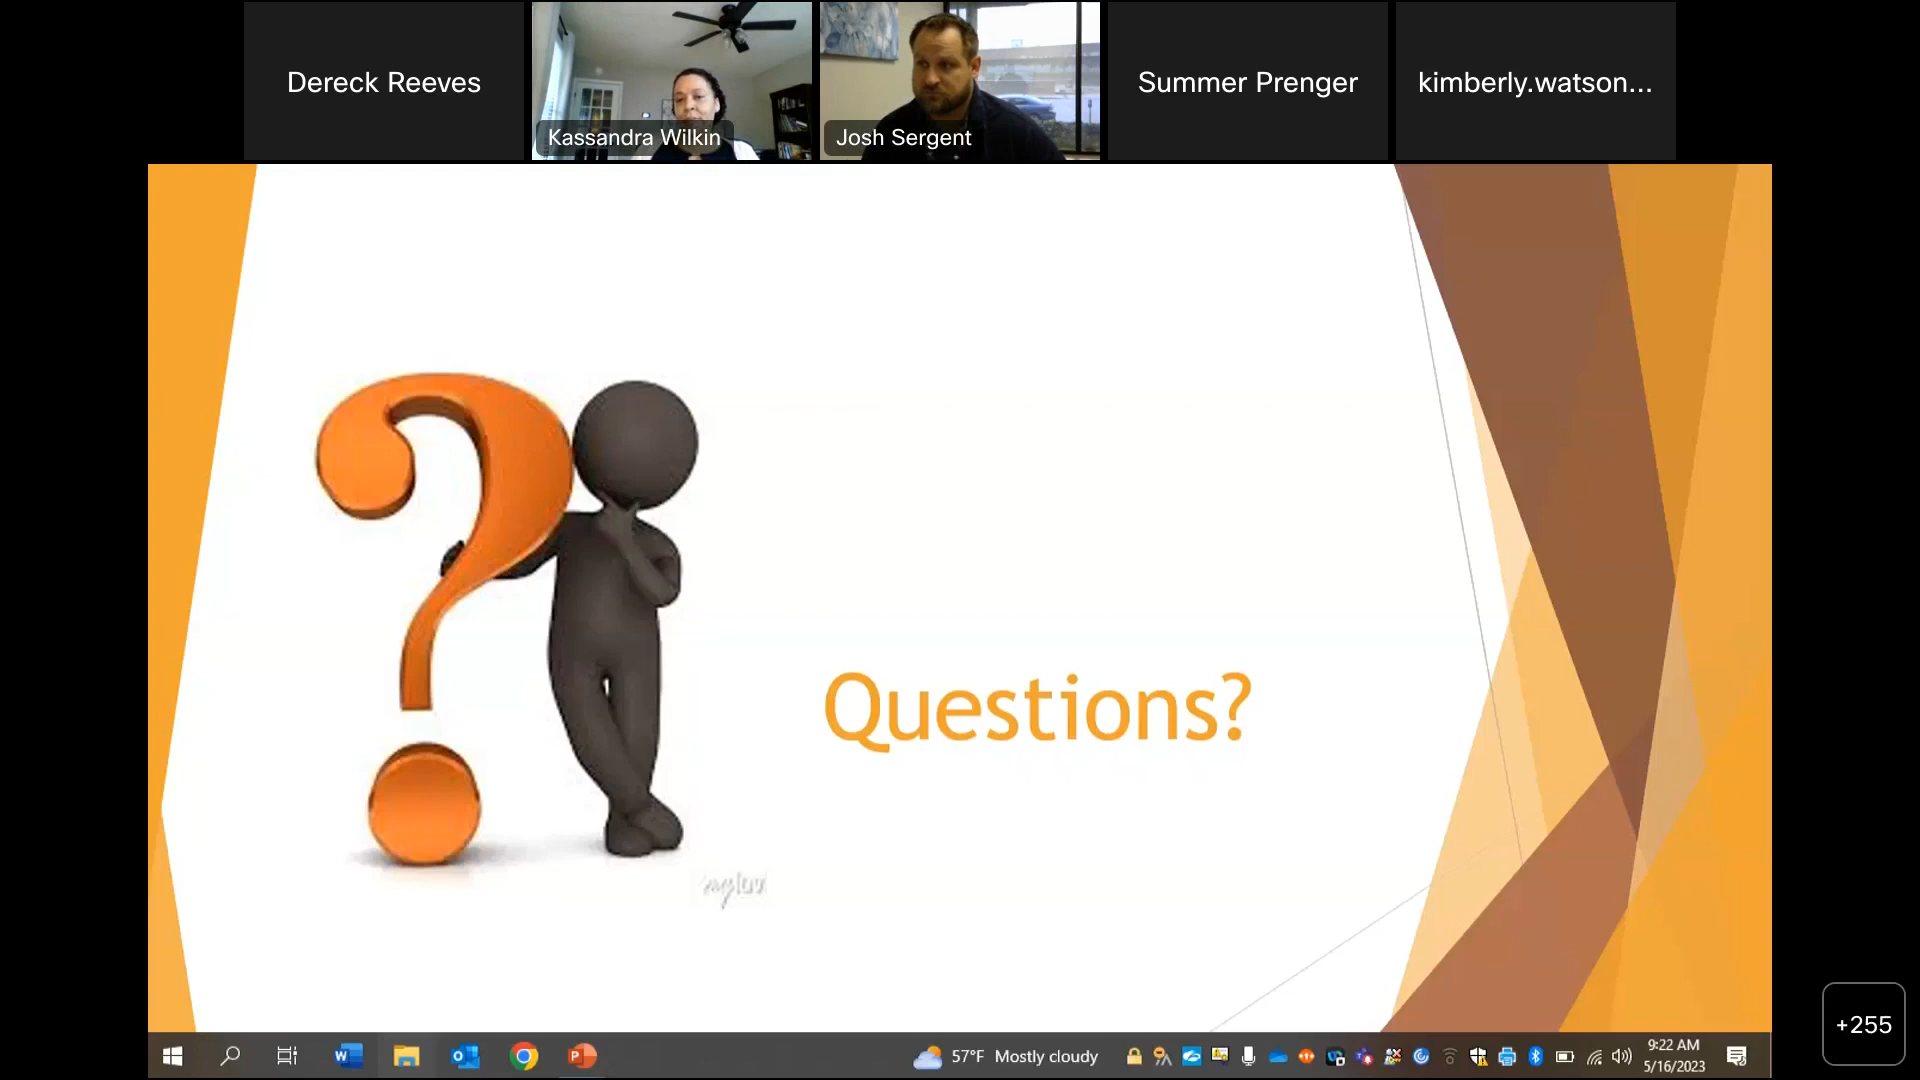 Dereck Reeves
Kassandra Wilkin
Josh Sergent
Summer Prenger
kimberly.watson...
Questions?
myluv
57°F Mostly cloudy
9:22 AM
5/16/2023
+255